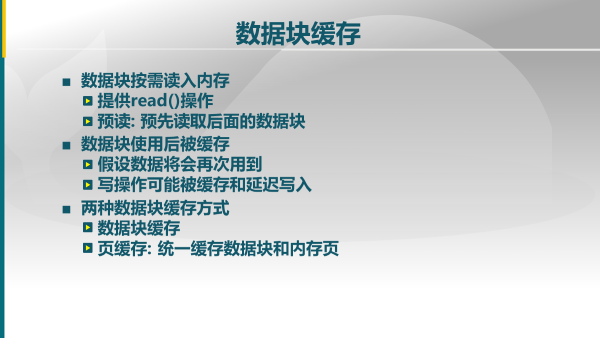 数据块缓存
数据块按需读入内存
提供read()操作
预读: 预先读取后面的数据块
数据块使用后被缓存
假设数据将会再次用到
写操作可能被缓存和延迟写入
两种数据块缓存方式
数据块缓存
页缓存: 统一缓存数据块和内存页